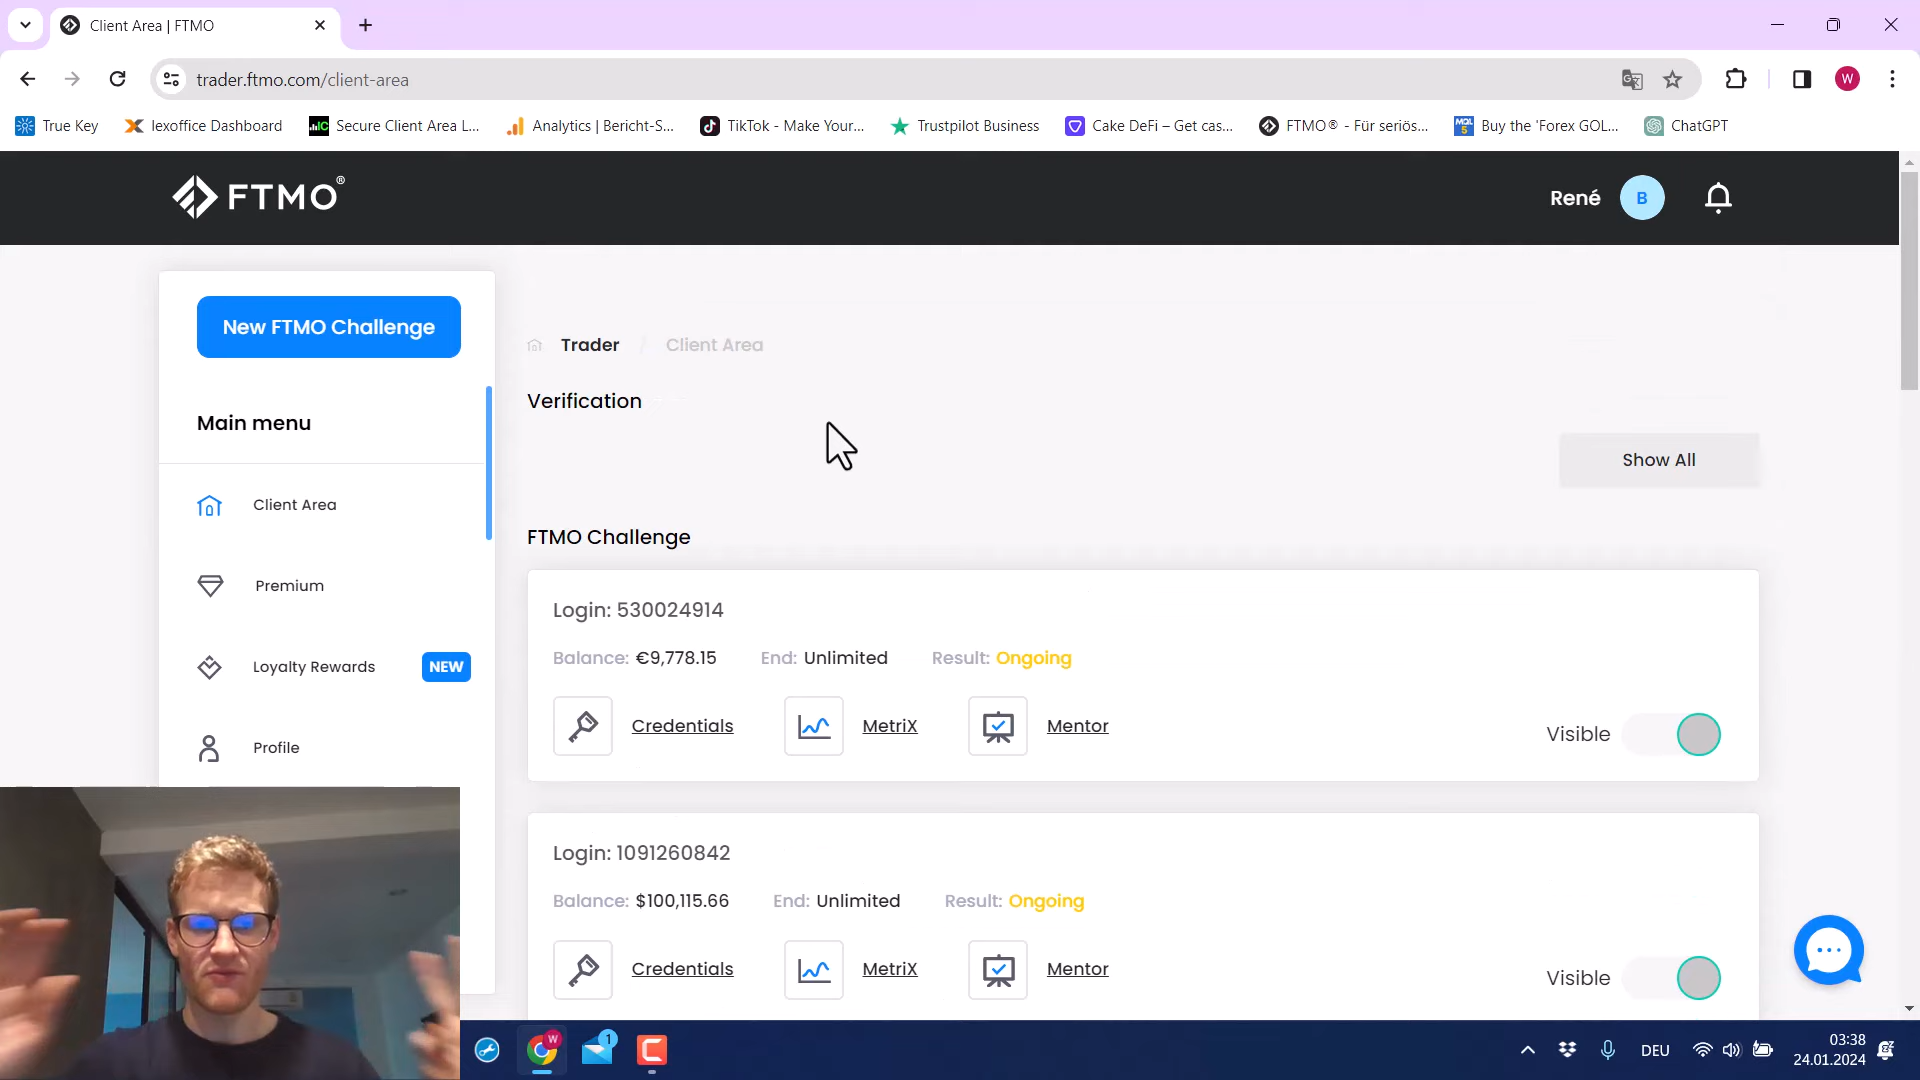 Client Area | FTMO
trader.ftmo.com/client-area
W
True Key
lexoffice Dashboard
Secure Client Area L...
Analytics | Bericht-S...
TikTok - Make Your...
Trustpilot Business
Cake DeFi – Get cas...
FTMO® - Für seriös...
Buy the 'Forex GOL...
ChatGPT
FTMO®
René
B
New FTMO Challenge
Main menu
Client Area
Premium
Loyalty Rewards
NEW
Profile
Trader / Client Area
Verification
Show All
FTMO Challenge
Login: 530024914
Balance: €9,778.15 End: Unlimited Result: Ongoing
Credentials MetriX Mentor
Visible
Login: 1091260842
Balance: $100,115.66 End: Unlimited Result: Ongoing
Credentials MetriX Mentor
Visible
W
1
DEU
03:38
24.01.2024